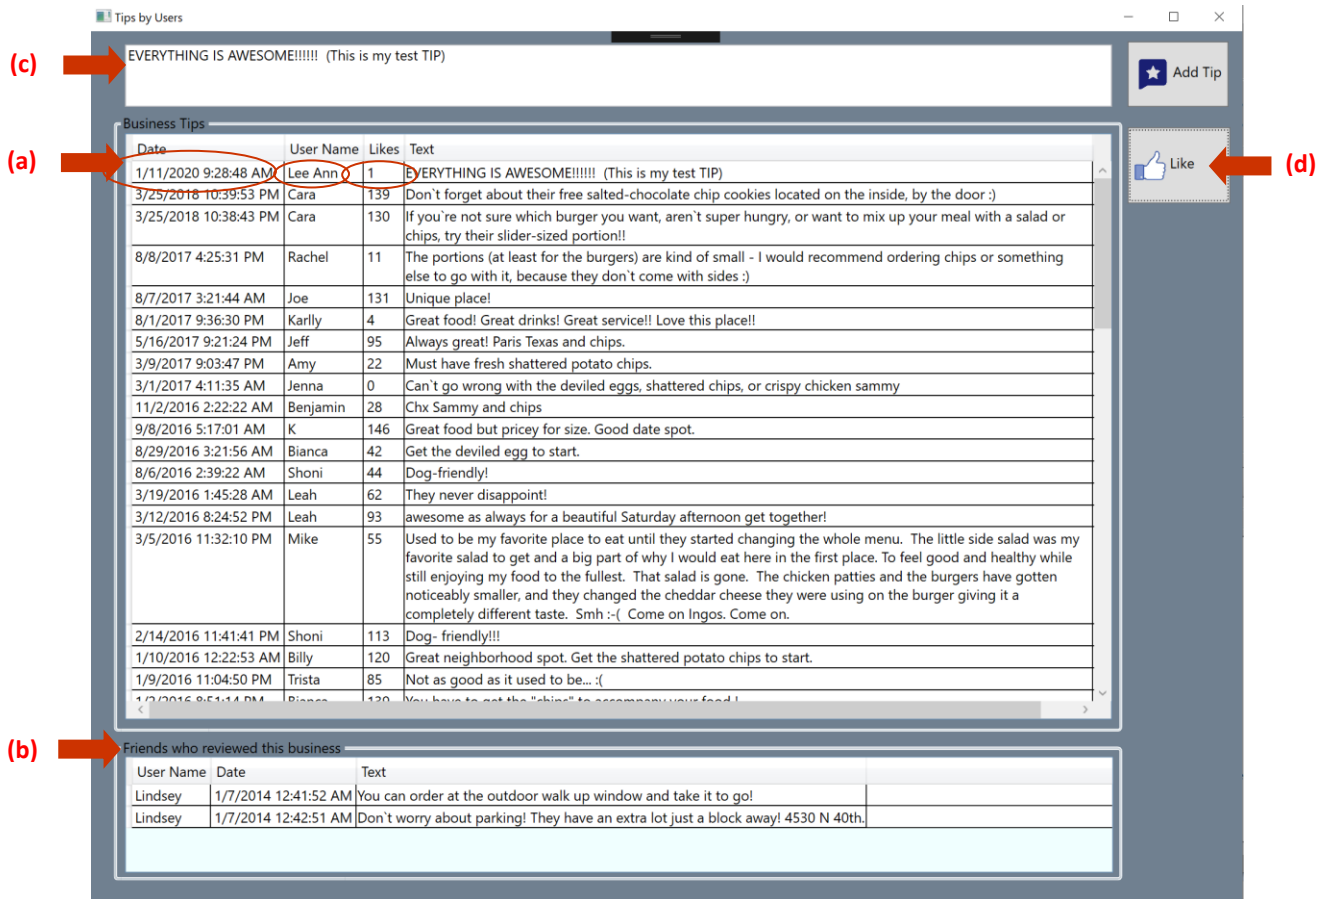 Tips by Users
(c)
EVERYTHING IS AWESOME!!!!!!  (This is my test TIP)
Add Tip
Business Tips
(a)
Date User Name Likes Text
1/11/2020 9:28:48 AM Lee Ann 1 EVERYTHING IS AWESOME!!!!!!  (This is my test TIP)
Like
(d)
3/25/2018 10:39:53 PM Cara 139 Don`t forget about their free salted-chocolate chip cookies located on the inside, by the door :)
3/25/2018 10:38:43 PM Cara 130 If you`re not sure which burger you want, aren`t super hungry, or want to mix up your meal with a salad or
chips, try their slider-sized portion!!
8/8/2017 4:25:31 PM Rachel 11 The portions (at least for the burgers) are kind of small - I would recommend ordering chips or something
else to go with it, because they don`t come with sides :)
8/7/2017 3:21:44 AM Joe 131 Unique place!
8/1/2017 9:36:30 PM Karlly 4 Great food! Great drinks! Great service!! Love this place!!
5/16/2017 9:21:24 PM Jeff 95 Always great! Paris Texas and chips.
3/9/2017 9:03:47 PM Amy 22 Must have fresh shattered potato chips.
3/1/2017 4:11:35 AM Jenna 0 Can`t go wrong with the deviled eggs, shattered chips, or crispy chicken sammy
11/2/2016 2:22:22 AM Benjamin 28 Chx Sammy and chips
9/8/2016 5:17:01 AM K 146 Great food but pricey for size. Good date spot.
8/29/2016 3:21:56 AM Bianca 42 Get the deviled egg to start.
8/6/2016 2:39:22 AM Shoni 44 Dog-friendly!
3/19/2016 1:45:28 AM Leah 62 They never disappoint!
3/12/2016 8:24:52 PM Leah 93 awesome as always for a beautiful Saturday afternoon get together!
3/5/2016 11:32:10 PM Mike 55 Used to be my favorite place to eat until they started changing the whole menu.  The little side salad was my
favorite salad to get and a big part of why I would eat here in the first place. To feel good and healthy while
still enjoying my food to the fullest.  That salad is gone.  The chicken patties and the burgers have gotten
noticeably smaller, and they changed the cheddar cheese they were using on the burger giving it a
completely different taste.  Smh :-(  Come on Ingos. Come on.
2/14/2016 11:41:41 PM Shoni 113 Dog- friendly!!!
1/10/2016 12:22:53 AM Billy 120 Great neighborhood spot. Get the shattered potato chips to start.
1/9/2016 11:04:50 PM Trista 85 Not as good as it used to be... :(
1/2/2016 8:51:14 PM Bianca 139 You have to get the "chips" to accompany your food !
(b)
Friends who reviewed this business
User Name Date Text
Lindsey 1/7/2014 12:41:52 AM You can order at the outdoor walk up window and take it to go!
Lindsey 1/7/2014 12:42:51 AM Don`t worry about parking! They have an extra lot just a block away! 4530 N 40th.